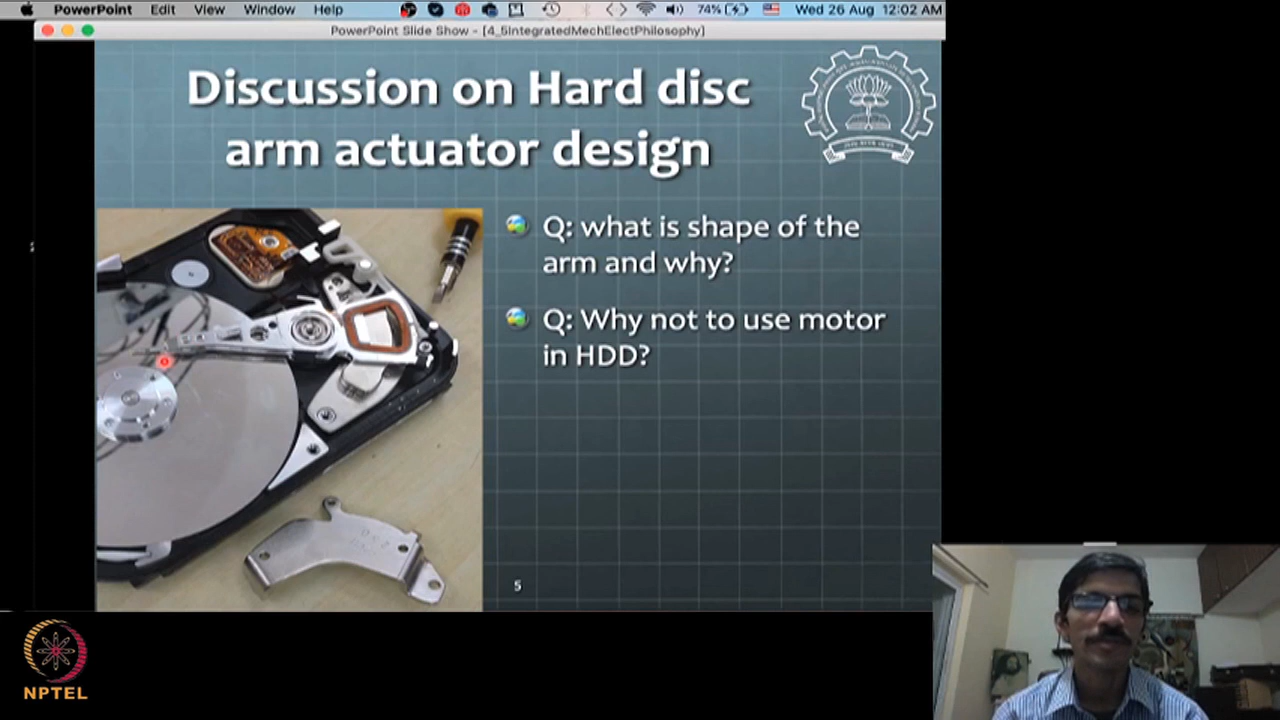 PowerPoint Edit View Window Help 74% Wed 26 Aug 12:02 AM
PowerPoint Slide Show - [4_5IntegratedMechElectPhilosophy)
Discussion on Hard disc
arm actuator design
Q: what is shape of the
arm and why?
Q: Why not to use motor
in HDD?
5
NPTEL